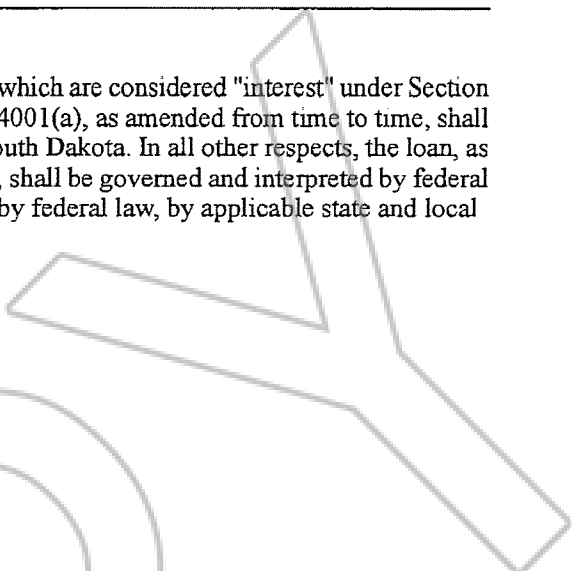 which are considered "interest" under Section
4001(a), as amended from time to time, shall
outh Dakota. In all other respects, the loan, as
, shall be governed and interpreted by federal
by federal law, by applicable state and local